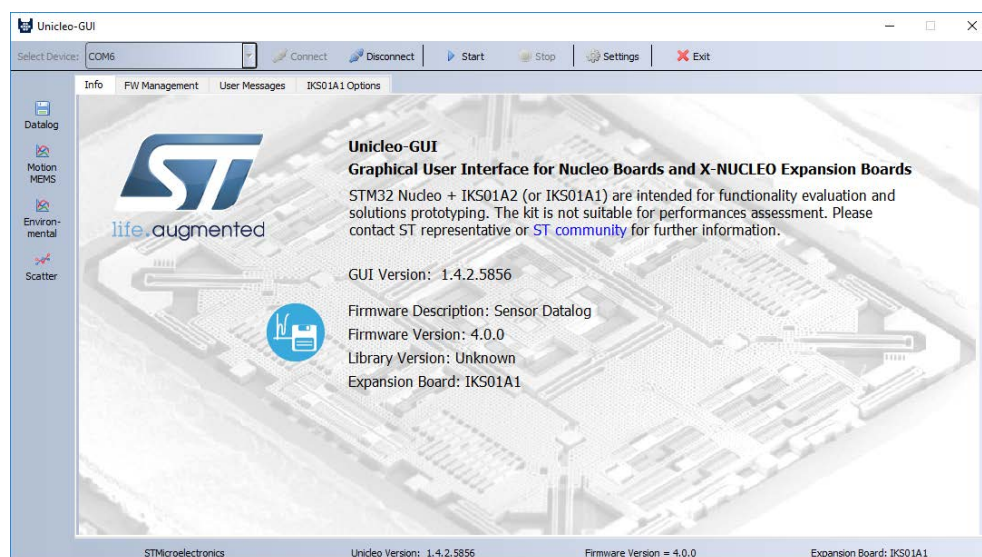 Unicleo-GUI
Select Device: COM6 Connect Disconnect Start Stop Settings Exit
Info FW Management User Messages IKS01A1 Options
Datalog
Motion
MEMS
Environ-
mental
Scatter
ST
life.augmented
Unicleo-GUI
Graphical User Interface for Nucleo Boards and X-NUCLEO Expansion Boards
STM32 Nucleo + IKS01A2 (or IKS01A1) are intended for functionality evaluation and
solutions prototyping. The kit is not suitable for performances assessment. Please
contact ST representative or ST community for further information.
GUI Version: 1.4.2.5856
Firmware Description: Sensor Datalog
Firmware Version: 4.0.0
Library Version: Unknown
Expansion Board: IKS01A1
STMicroelectronics Unicleo Version: 1.4.2.5856 Firmware Version = 4.0.0 Expansion Board: IKS01A1